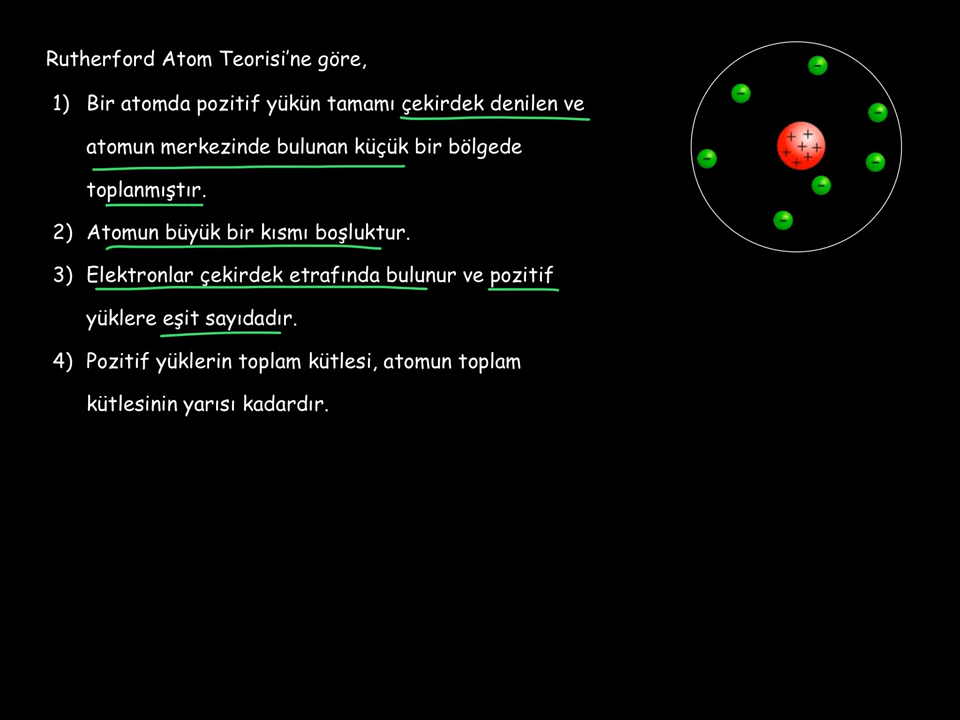 Rutherford Atom Teorisi’ne göre,
1) Bir atomda pozitif yükün tamamı çekirdek denilen ve
atomun merkezinde bulunan küçük bir bölgede
toplanmıştır.
2) Atomun büyük bir kısmı boşluktur.
3) Elektronlar çekirdek etrafında bulunur ve pozitif
yüklere eşit sayıdadır.
4) Pozitif yüklerin toplam kütlesi, atomun toplam
kütlesinin yarısı kadardır.